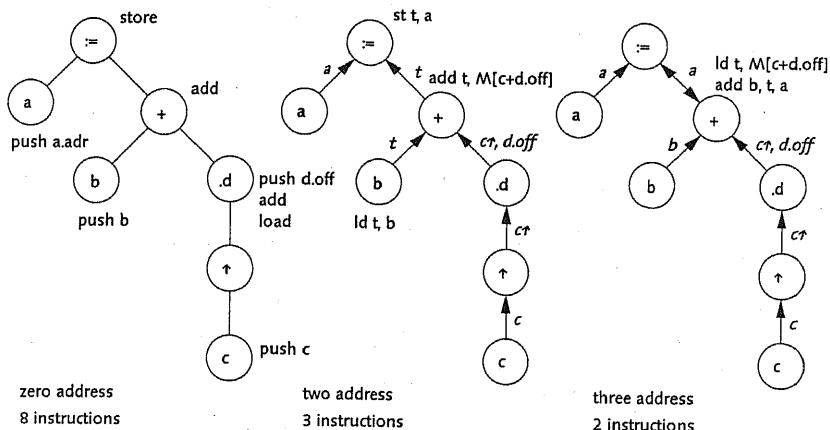 store
:=
a
push a.adr
add
+
b
push b
.d
push d.off
add
load
↑
c
push c
zero address
8 instructions
st t, a
:=
a
a
t
add t, M[c+d.off]
+
t
c↑, d.off
b
ld t, b
.d
c↑
↑
c
c
two address
3 instructions
:=
a
a
a
ld t, M[c+d.off]
add b, t, a
+
b
c↑, d.off
b
.d
c↑
↑
c
c
three address
2 instructions